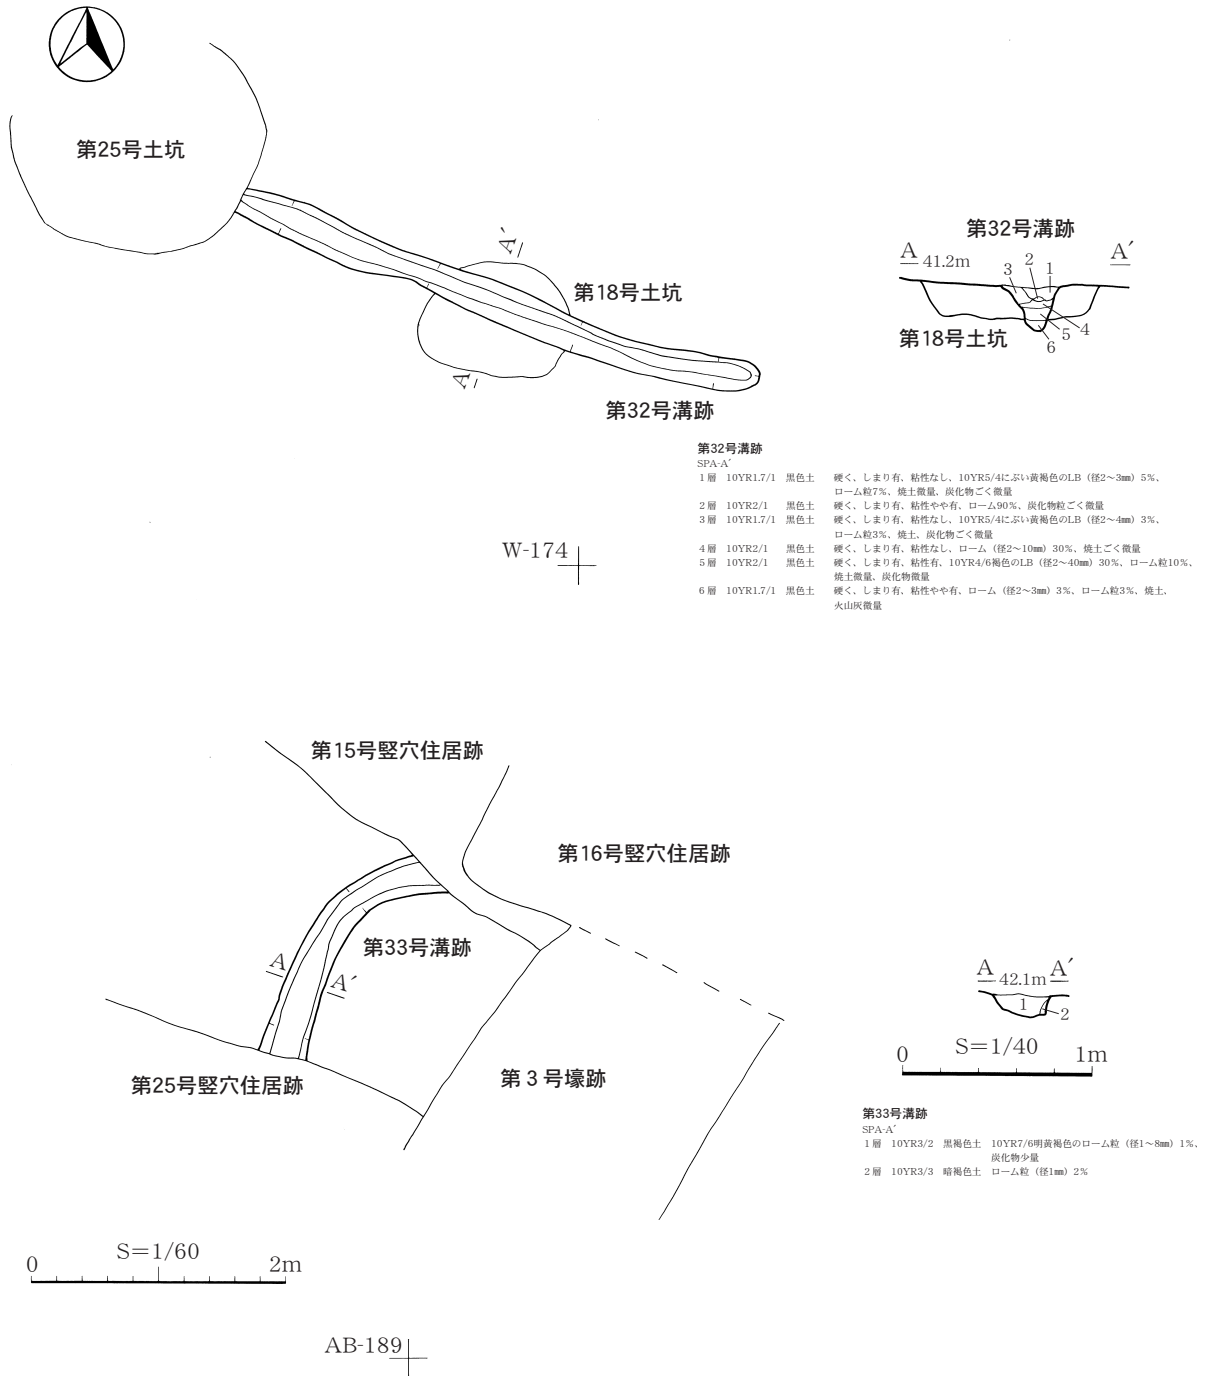 第25号土坑
A′
第18号土坑
A
第32号溝跡
第32号溝跡
A 41.2m A′
3 2 1
4
5
6
第18号土坑
第32号溝跡
SPA-A′
1層 10YR1.7/1 黒色土 硬く、しまり有、粘性なし、10YR5/4にぶい黄褐色のLB（径2〜3㎜）5%、
ローム粒7%、焼土微量、炭化物ごく微量
2層 10YR2/1 黒色土 硬く、しまり有、粘性やや有、ローム90%、炭化物粒ごく微量
3層 10YR1.7/1 黒色土 硬く、しまり有、粘性なし、10YR5/4にぶい黄褐色のLB（径2〜4㎜）3%、
ローム粒3%、焼土、炭化物ごく微量
4層 10YR2/1 黒色土 硬く、しまり有、粘性なし、ローム（径2〜10㎜）30%、焼土ごく微量
5層 10YR2/1 黒色土 硬く、しまり有、粘性有、10YR4/6褐色のLB（径2〜40㎜）30%、ローム粒10%、
焼土微量、炭化物微量
6層 10YR1.7/1 黒色土 硬く、しまり有、粘性やや有、ローム（径2〜3㎜）3%、ローム粒3%、焼土、
火山灰微量
W-174
第15号竪穴住居跡
第16号竪穴住居跡
第33号溝跡
A
A′
第25号竪穴住居跡
第3号壕跡
A 42.1m A′
1
2
0 S=1/40 1m
第33号溝跡
SPA-A′
1層 10YR3/2 黒褐色土 10YR7/6明黄褐色のローム粒（径1〜8㎜）1%、
炭化物少量
2層 10YR3/3 暗褐色土 ローム粒（径1㎜）2%
0 S=1/60 2m
AB-189